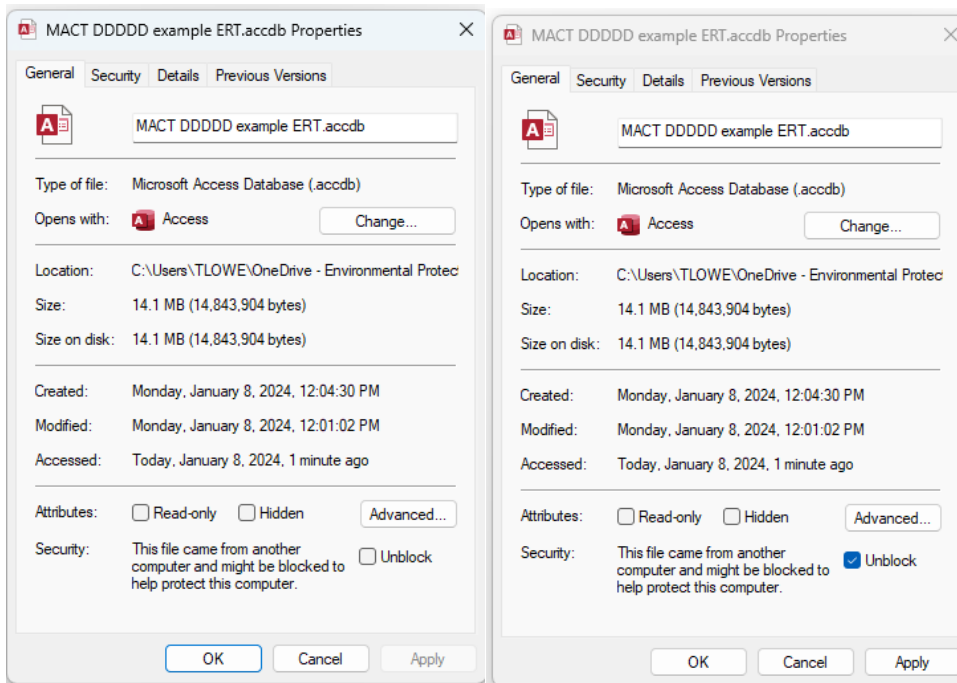 MACT DDDDD example ERT.accdb Properties
General Security Details Previous Versions
MACT DDDDD example ERT.accdb
Type of file: Microsoft Access Database (.accdb)
Opens with: Access Change...
Location: C:\Users\TLOWE\OneDrive - Environmental Protec
Size: 14.1 MB (14,843,904 bytes)
Size on disk: 14.1 MB (14,843,904 bytes)
Created: Monday, January 8, 2024, 12:04:30 PM
Modified: Monday, January 8, 2024, 12:01:02 PM
Accessed: Today, January 8, 2024, 1 minute ago
Attributes: Read-only Hidden Advanced...
Security: This file came from another
computer and might be blocked to
help protect this computer.
Unblock
OK Cancel Apply
MACT DDDDD example ERT.accdb Properties
General Security Details Previous Versions
MACT DDDDD example ERT.accdb
Type of file: Microsoft Access Database (.accdb)
Opens with: Access Change...
Location: C:\Users\TLOWE\OneDrive - Environmental Protec
Size: 14.1 MB (14,843,904 bytes)
Size on disk: 14.1 MB (14,843,904 bytes)
Created: Monday, January 8, 2024, 12:04:30 PM
Modified: Monday, January 8, 2024, 12:01:02 PM
Accessed: Today, January 8, 2024, 1 minute ago
Attributes: Read-only Hidden Advanced...
Security: This file came from another
computer and might be blocked to
help protect this computer.
Unblock
OK Cancel Apply